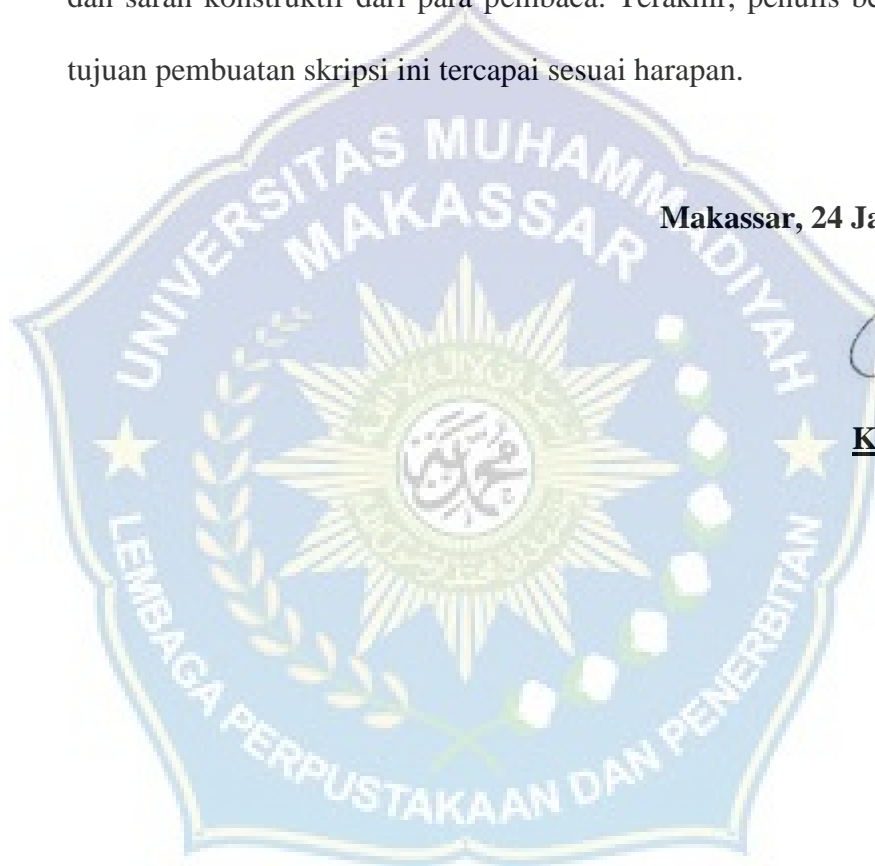 dan saran konstruktif dari para pembaca. Terakhir, penulis be
tujuan pembuatan skripsi ini tercapai sesuai harapan.
UNIVERSITAS MUHAMMADIYAH
MAKASSAR
Makassar, 24 Ja
K
محمد
LEMBAGA PERPUSTAKAAN DAN PENERBITAN